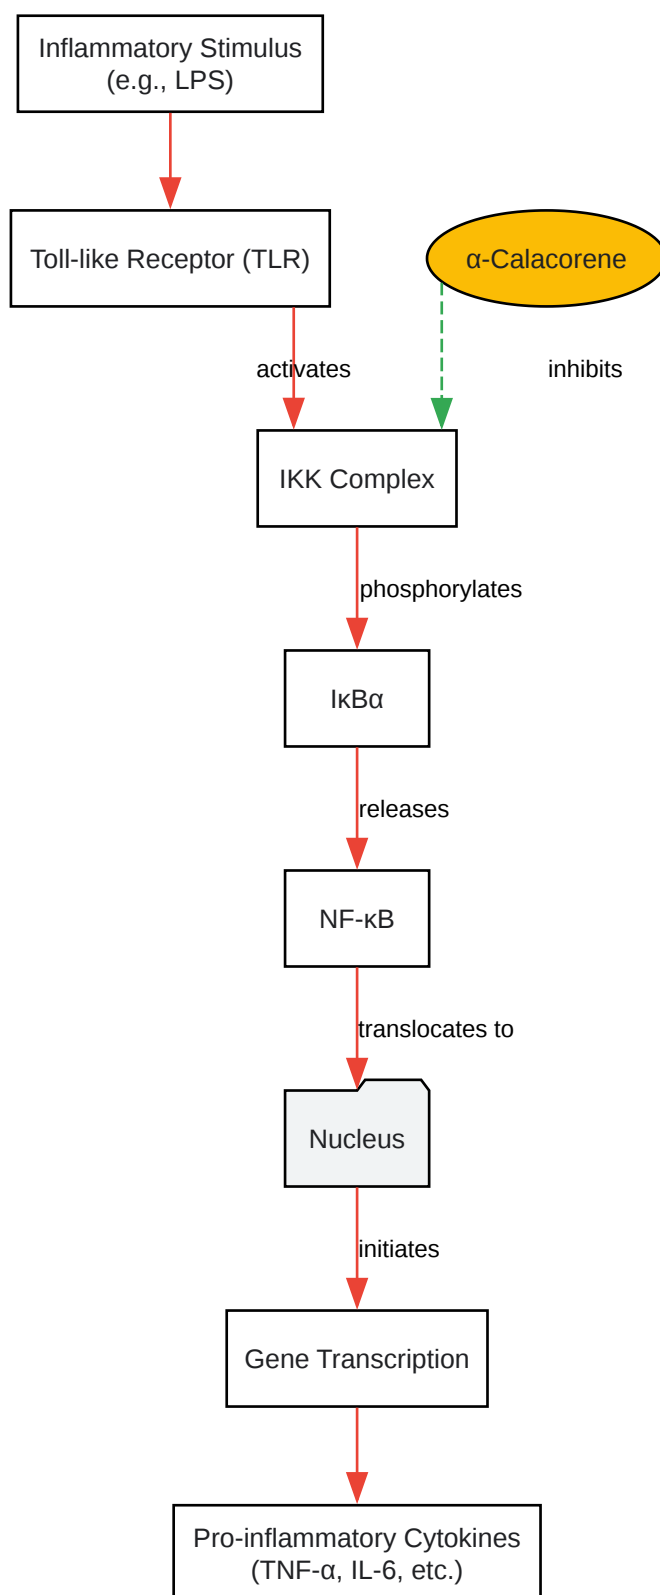 Inflammatory Stimulus
(e.g., LPS)
Toll-like Receptor (TLR)
α-Calacorene
activates
inhibits
IKK Complex
phosphorylates
IκBα
releases
NF-κB
translocates to
Nucleus
initiates
Gene Transcription
Pro-inflammatory Cytokines
(TNF-α, IL-6, etc.)